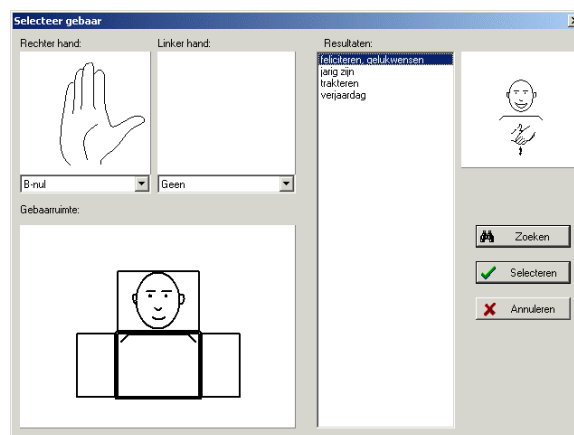 Selecteer gebaar
Rechter hand:
Linker hand:
Resultaten:
feliciteren, gelukwensen
jarig zijn
trakteren
verjaardag
B-nul
Geen
Gebaarruimte:
Zoeken
Selecteren
Annuleren